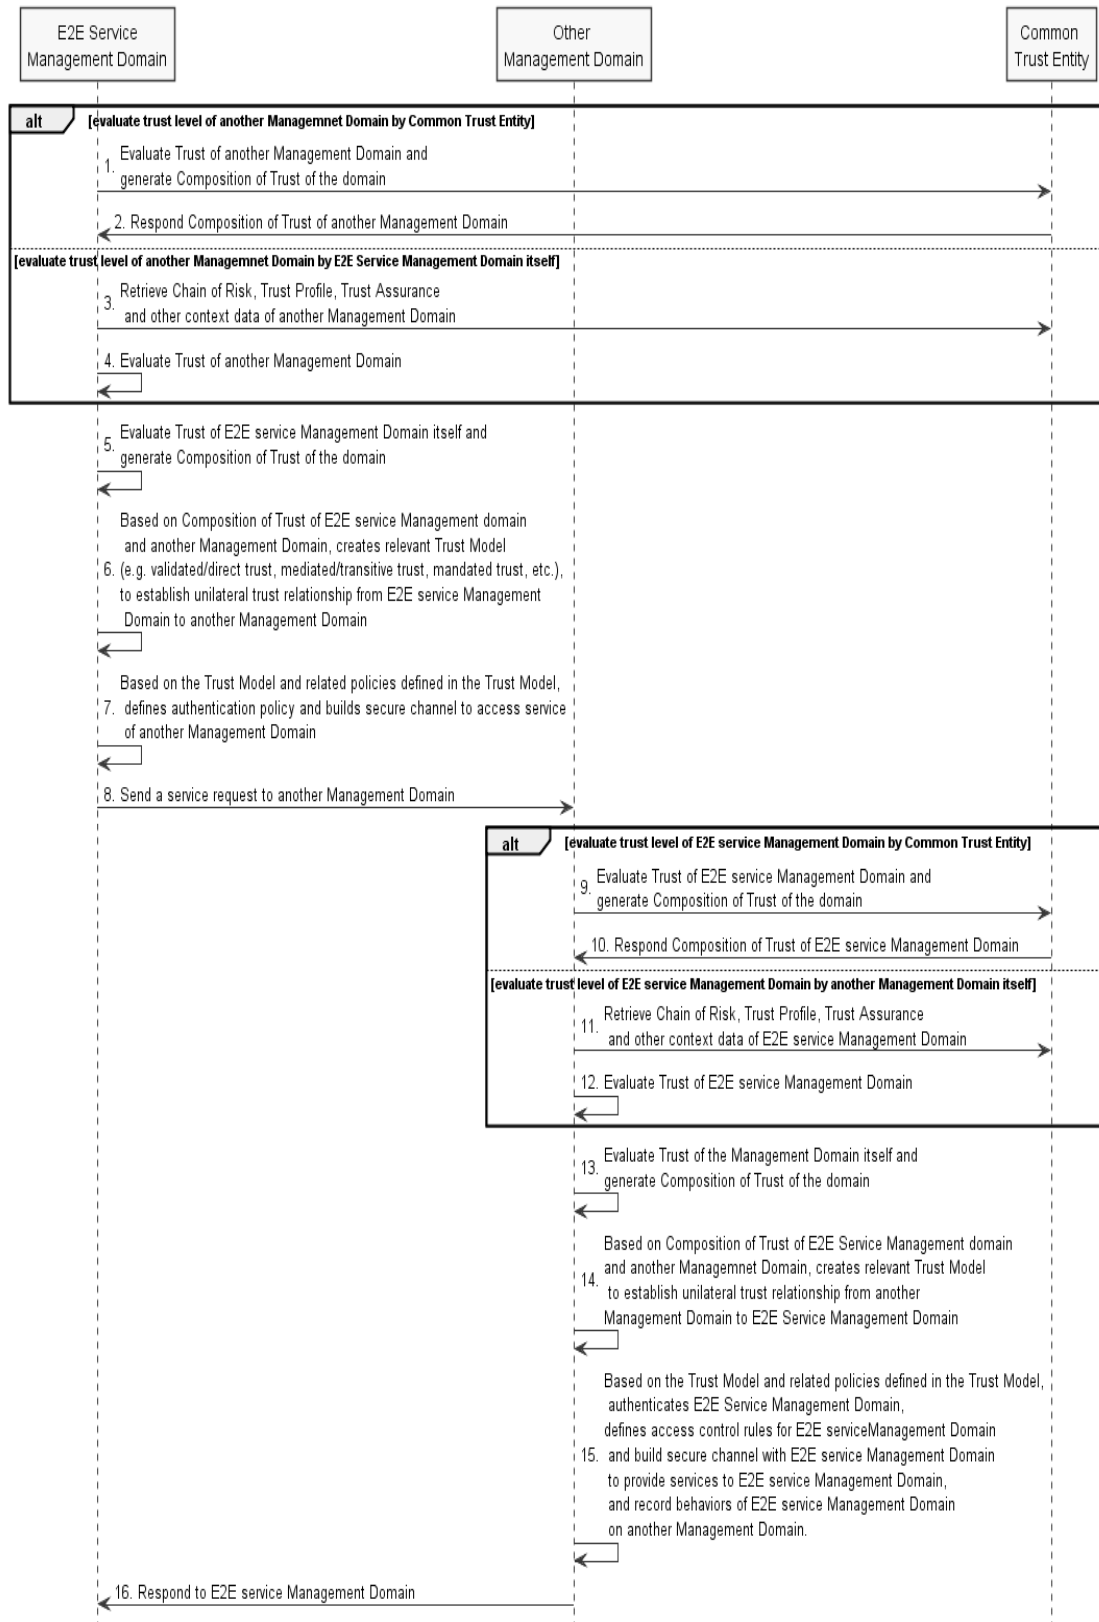 E2E Service
Management Domain
Other
Management Domain
Common
Trust Entity
alt
[evaluate trust level of another Managemnet Domain by Common Trust Entity]
1. Evaluate Trust of another Management Domain and
generate Composition of Trust of the domain
2. Respond Composition of Trust of another Management Domain
[evaluate trust level of another Managemnet Domain by E2E Service Management Domain itself]
3. Retrieve Chain of Risk, Trust Profile, Trust Assurance
and other context data of another Management Domain
4. Evaluate Trust of another Management Domain
5. Evaluate Trust of E2E service Management Domain itself and
generate Composition of Trust of the domain
Based on Composition of Trust of E2E service Management domain
and another Management Domain, creates relevant Trust Model
6. (e.g. validated/direct trust, mediated/transitive trust, mandated trust, etc.),
to establish unilateral trust relationship from E2E service Management
Domain to another Management Domain
Based on the Trust Model and related policies defined in the Trust Model,
7. defines authentication policy and builds secure channel to access service
of another Management Domain
8. Send a service request to another Management Domain
alt
[evaluate trust level of E2E service Management Domain by Common Trust Entity]
9. Evaluate Trust of E2E service Management Domain and
generate Composition of Trust of the domain
10. Respond Composition of Trust of E2E service Management Domain
[evaluate trust level of E2E service Management Domain by another Management Domain itself]
11. Retrieve Chain of Risk, Trust Profile, Trust Assurance
and other context data of E2E service Management Domain
12. Evaluate Trust of E2E service Management Domain
13. Evaluate Trust of the Management Domain itself and
generate Composition of Trust of the domain
Based on Composition of Trust of E2E Service Management domain
and another Managemnet Domain, creates relevant Trust Model
14. to establish unilateral trust relationship from another
Management Domain to E2E Service Management Domain
Based on the Trust Model and related policies defined in the Trust Model,
authenticates E2E Service Management Domain,
defines access control rules for E2E serviceManagement Domain
15. and build secure channel with E2E service Management Domain
to provide services to E2E service Management Domain,
and record behaviors of E2E service Management Domain
on another Management Domain.
16. Respond to E2E service Management Domain